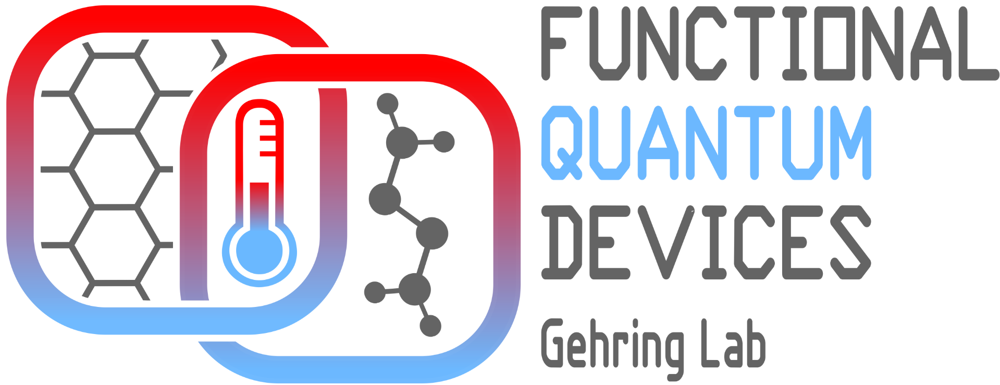 FUNCTIONAL
QUANTUM
DEVICES
Gehring Lab